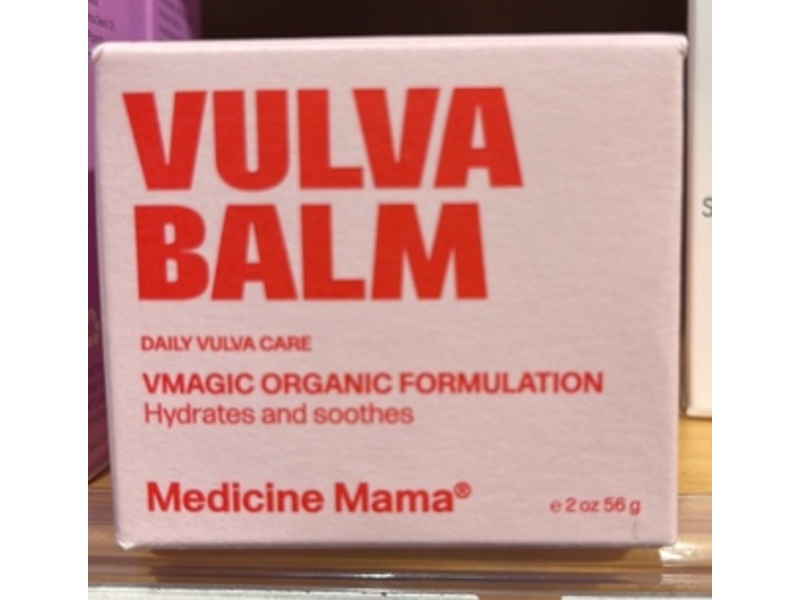 VULVA
BALM
DAILY VULVA CARE
VMAGIC ORGANIC FORMULATION
Hydrates and soothes
Medicine Mama®
e 2 oz 56 g
S